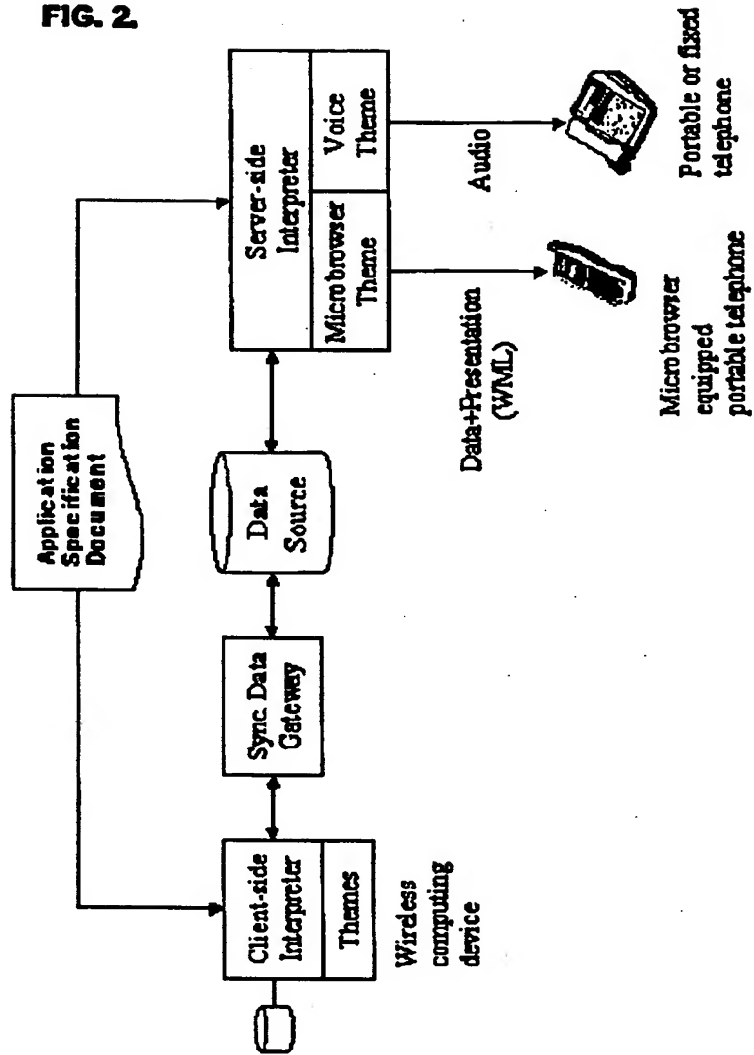 FIG. 2.
Application
Specification
Document
Client-side
Interpreter
Themes
Wireless
computing
device
Sync. Data
Gateway
Data
Source
Server-side
Interpreter
Microbrowser
Theme
Voice
Theme
Data+Presentation
(WML)
Audio
Microbrowser
equipped
portable telephone
Portable or fixed
telephone